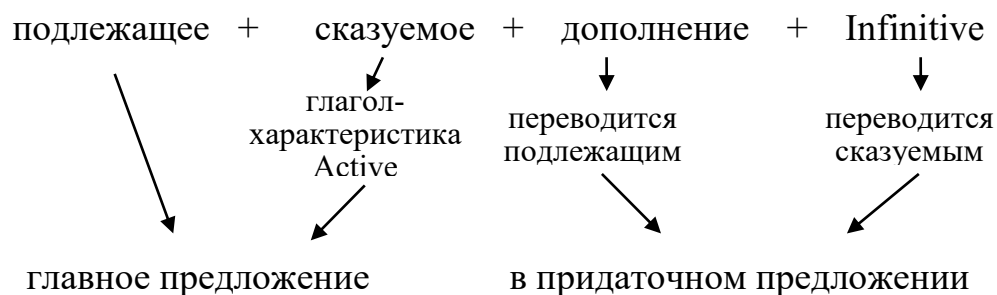 подлежащее + сказуемое + дополнение + Infinitive
глагол-
характеристика
Active
переводится
подлежащим
переводится
сказуемым
главное предложение
в придаточном предложении